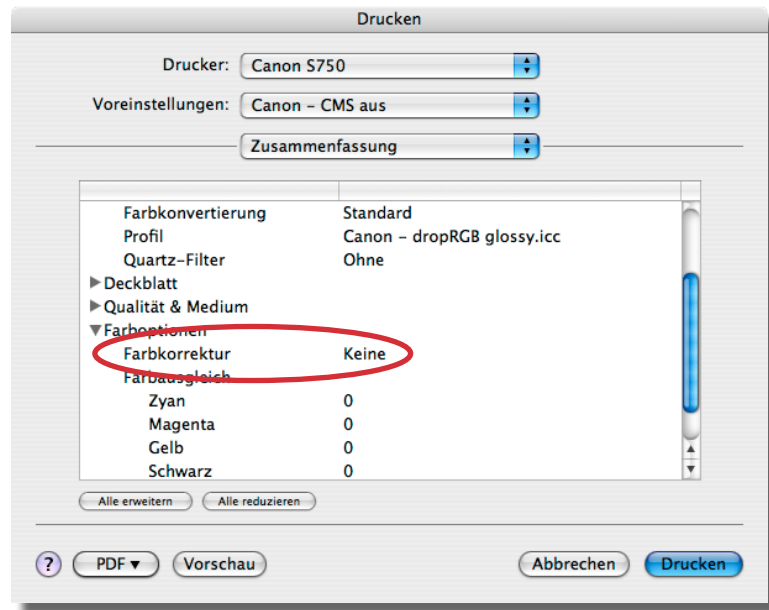 Drucken
Drucker: Canon S750
Voreinstellungen: Canon – CMS aus
Zusammenfassung
Farbkonvertierung Standard
Profil Canon – dropRGB glossy.icc
Quartz-Filter Ohne
Deckblatt
Qualität & Medium
Farboptionen
Farbkorrektur Keine
Farbausgleich
Zyan 0
Magenta 0
Gelb 0
Schwarz 0
Alle erweitern Alle reduzieren
? PDF Vorschau Abbrechen Drucken